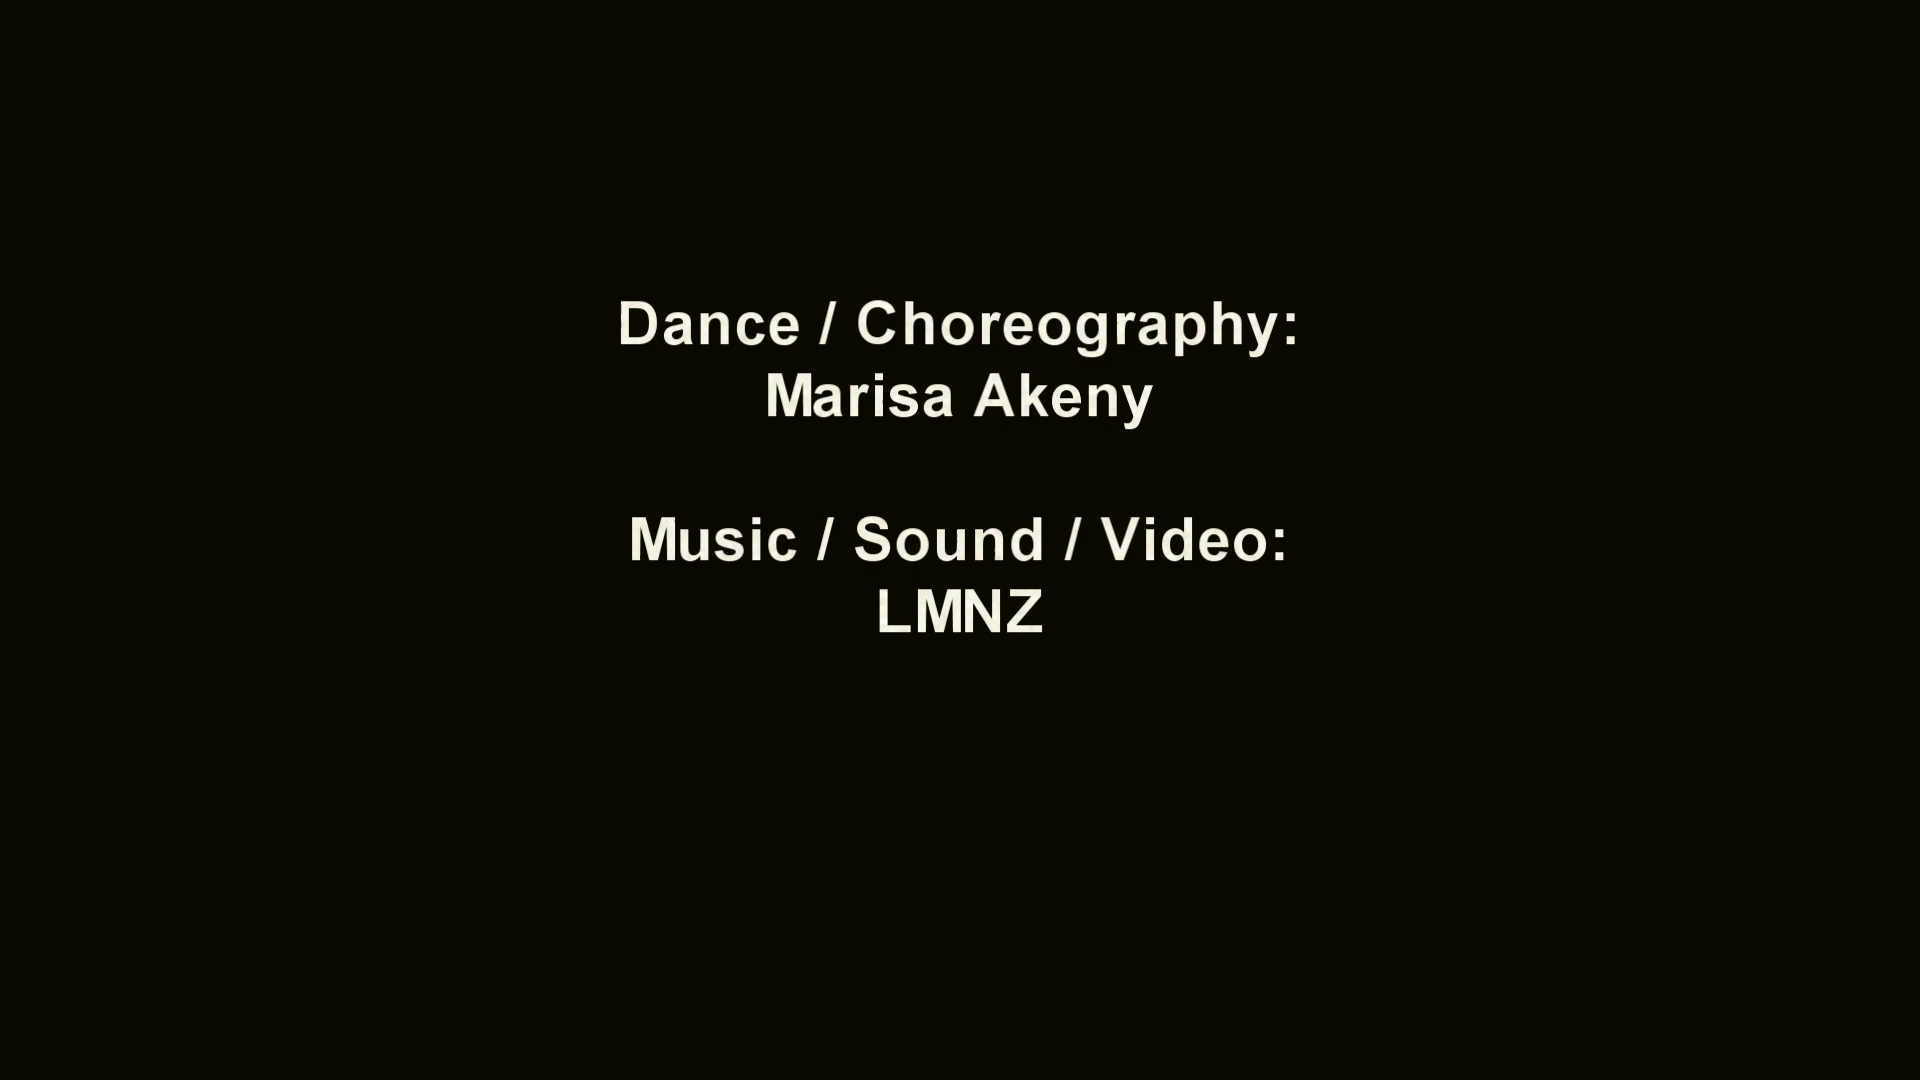 Dance / Choreography:
Marisa Akeny
Music / Sound / Video:
LMNZ